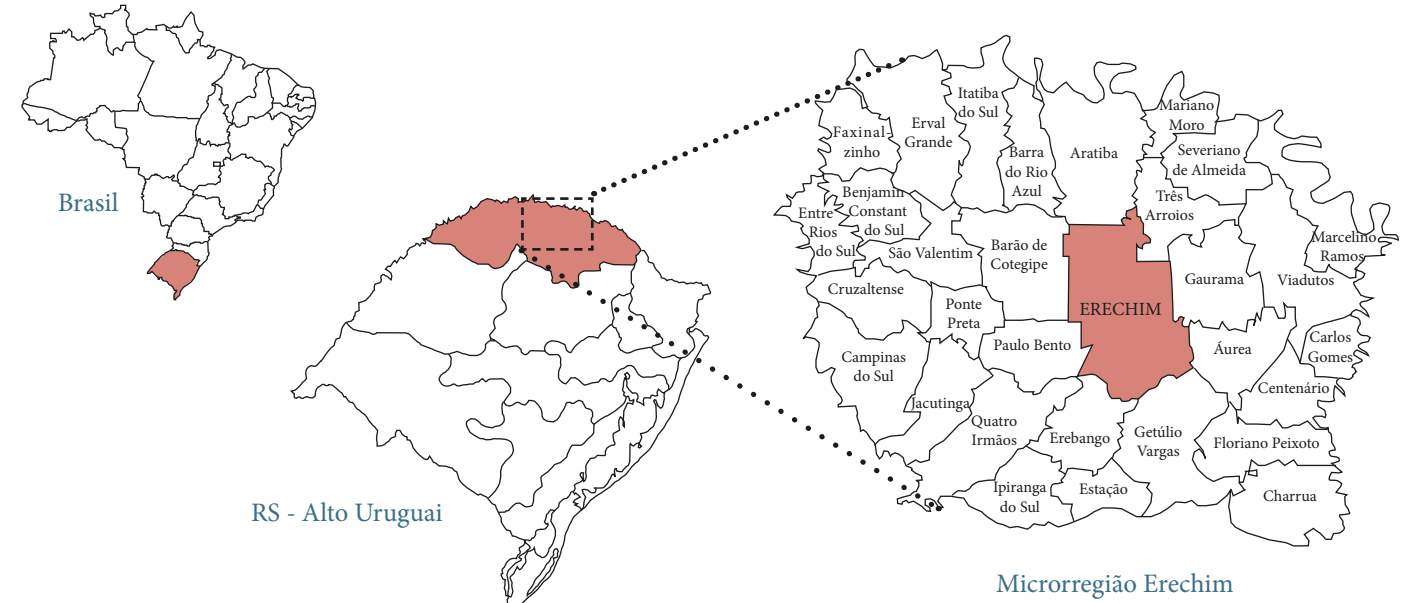 Brasil
RS - Alto Uruguai
Itatiba
do Sul
Mariano
Moro
Erval
Grande
Faxinal-
zinho
Barra
do Rio
Azul
Aratiba
Severiano
de Almeida
Três
Arroios
Benjamin
Constant
do Sul
Entre
Rios
do Sul
São Valentim
Barão de
Cotegipe
Marcelino
Ramos
Gaurama
Viadutos
Cruzaltense
Ponte
Preta
ERECHIM
Paulo Bento
Áurea
Carlos
Gomes
Campinas
do Sul
Centenário
Jacutinga
Quatro
Irmãos
Erebango
Getúlio
Vargas
Floriano Peixoto
Ipiranga
do Sul
Estação
Charrua
Microrregião Erechim